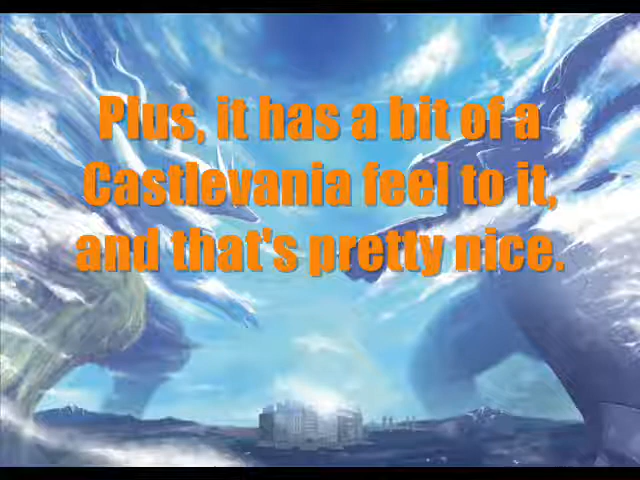 Plus, it has a bit of a
Castlevania feel to it,
and that's pretty nice.